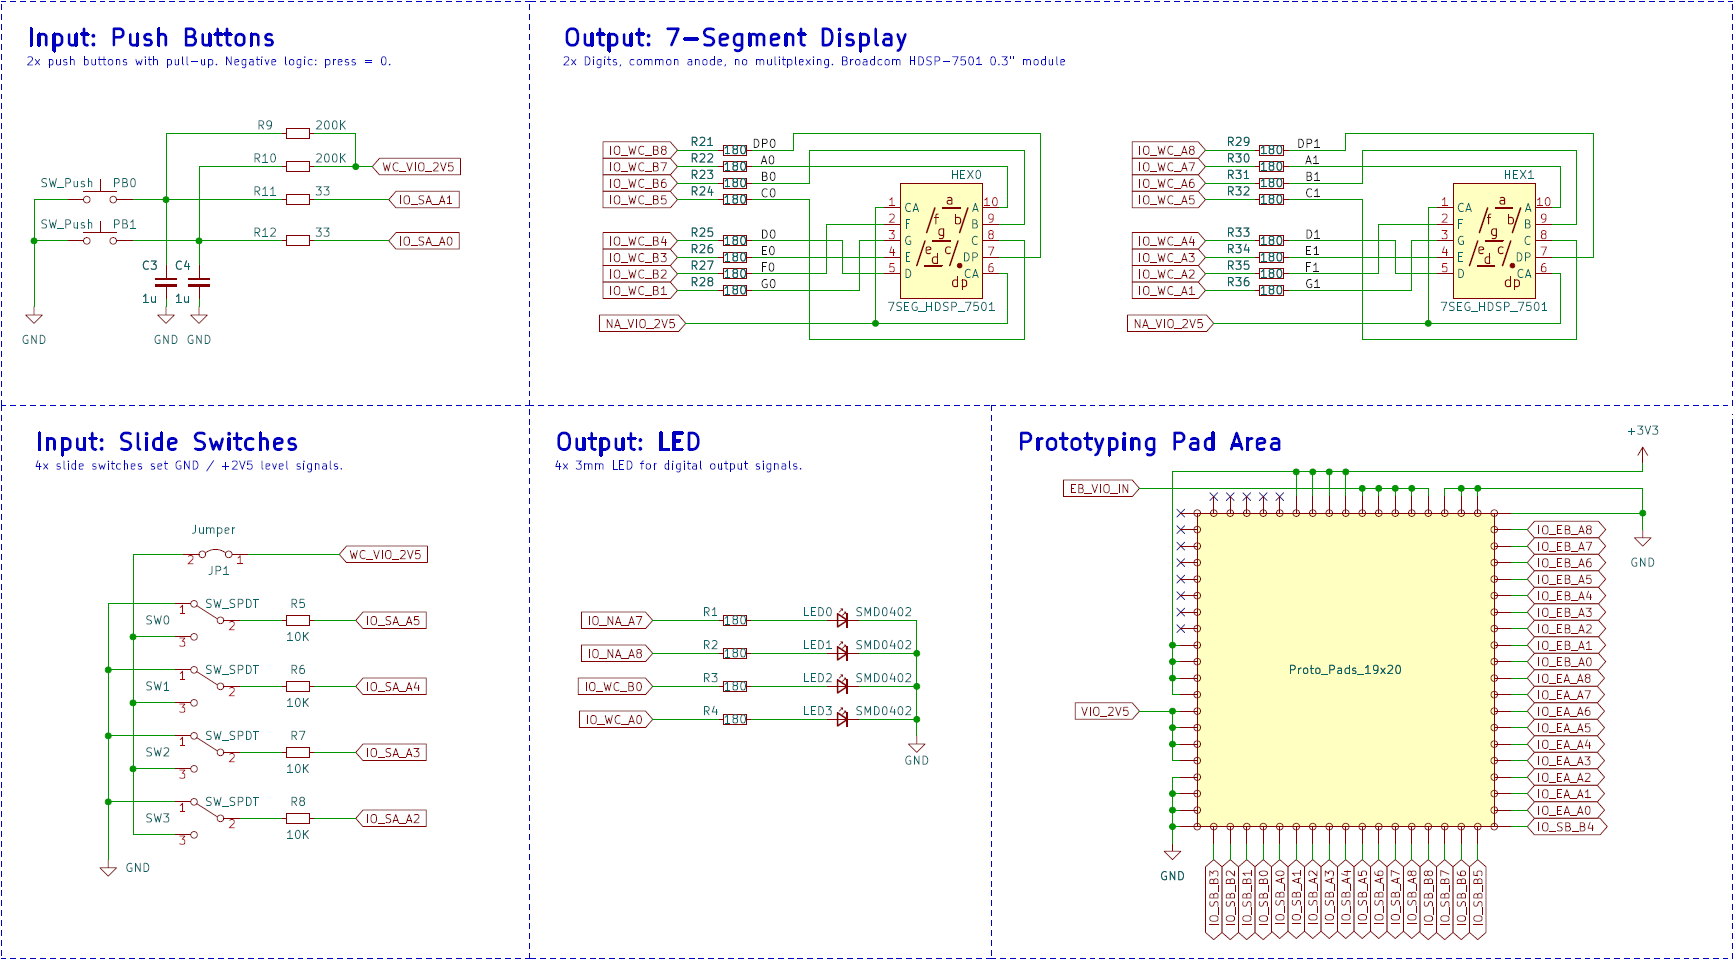 Input: Push Buttons
2x push buttons with pull-up. Negative logic: press = 0.
R9 200K
R10 200K
WC_VIO_2V5
SW_Push PB0
R11 33
IO_SA_A1
SW_Push PB1
R12 33
IO_SA_A0
C3 C4
1u 1u
GND GND GND
Output: 7-Segment Display
2x Digits, common anode, no mulitplexing. Broadcom HDSP-7501 0.3" module
IO_WC_B8 R21 180 DP0
IO_WC_B7 R22 180 A0
IO_WC_B6 R23 180 B0
IO_WC_B5 R24 180 C0
IO_WC_B4 R25 180 D0
IO_WC_B3 R26 180 E0
IO_WC_B2 R27 180 F0
IO_WC_B1 R28 180 G0
NA_VIO_2V5
HEX0
1 CA a A 10
2 F f b B 9
3 G g C 8
4 E e c DP 7
5 D d CA 6
dp
7SEG_HDSP_7501
IO_WC_A8 R29 180 DP1
IO_WC_A7 R30 180 A1
IO_WC_A6 R31 180 B1
IO_WC_A5 R32 180 C1
IO_WC_A4 R33 180 D1
IO_WC_A3 R34 180 E1
IO_WC_A2 R35 180 F1
IO_WC_A1 R36 180 G1
NA_VIO_2V5
HEX1
1 CA a A 10
2 F f b B 9
3 G g C 8
4 E e c DP 7
5 D d CA 6
dp
7SEG_HDSP_7501
Input: Slide Switches
4x slide switches set GND / +2V5 level signals.
Jumper
2 1
JP1
WC_VIO_2V5
SW0 1 SW_SPDT 2 3 R5 10K IO_SA_A5
SW1 1 SW_SPDT 2 3 R6 10K IO_SA_A4
SW2 1 SW_SPDT 2 3 R7 10K IO_SA_A3
SW3 1 SW_SPDT 2 3 R8 10K IO_SA_A2
GND
Output: LED
4x 3mm LED for digital output signals.
IO_NA_A7 R1 180 LED0 SMD0402
IO_NA_A8 R2 180 LED1 SMD0402
IO_WC_B0 R3 180 LED2 SMD0402
IO_WC_A0 R4 180 LED3 SMD0402
GND
Prototyping Pad Area
+3V3
EB_VIO_IN
GND
VIO_2V5
Proto_Pads_19x20
IO_EB_A8
IO_EB_A7
IO_EB_A6
IO_EB_A5
IO_EB_A4
IO_EB_A3
IO_EB_A2
IO_EB_A1
IO_EB_A0
IO_EA_A8
IO_EA_A7
IO_EA_A6
IO_EA_A5
IO_EA_A4
IO_EA_A3
IO_EA_A2
IO_EA_A1
IO_EA_A0
IO_SB_B4
GND
IO_SB_B3
IO_SB_B2
IO_SB_B1
IO_SB_B0
IO_SB_A0
IO_SB_A1
IO_SB_A2
IO_SB_A3
IO_SB_A4
IO_SB_A5
IO_SB_A6
IO_SB_A7
IO_SB_A8
IO_SB_B8
IO_SB_B7
IO_SB_B6
IO_SB_B5